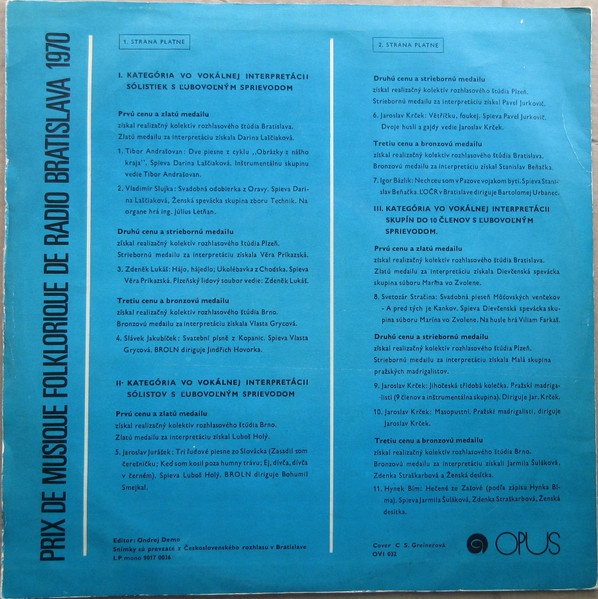 PRIX DE MUSIQUE FOLKLORIQUE DE RADIO BRATISLAVA 1970
1. STRANA PLATNE
I. KATEGÓRIA VO VOKÁLNEJ INTERPRETÁCII
SÓLISTIEK S ĽUBOVOĽNÝM SPRIEVODOM
Prvú cenu a zlatú medailu
získal realizačný kolektív rozhlasového štúdia Bratislava.
Zlatú medailu za interpretáciu získala Darina Laščiaková.
1. Tibor Andrašovan: Dve piesne z cyklu „Obrázky z nášho
kraja". Spieva Darina Laščiaková. Inštrumentálnu skupinu
vedie Tibor Andrašovan.
2. Vladimír Slujka: Svadobná odobierka z Oravy. Spieva Dari-
na Laščiaková, Ženská spevácka skupina zboru Technik. Na
organe hrá ing. Július Letňan.
Druhú cenu a striebornú medailu
získal realizačný kolektív rozhlasového štúdia Plzeň.
Striebornú medailu za interpretáciu získala Věra Příkazská.
3. Zdeněk Lukáš: Hájo, hájedlo; Ukolébavka z Chodska. Spieva
Věra Příkazská. Plzeňský lidový soubor vedie: Zdeněk Lukáš.
Tretiu cenu a bronzovú medailu
získal realizačný kolektív rozhlasového štúdia Brno.
Bronzovú medailu za interpretáciu získala Vlasta Grycová.
4. Slávek Jakubíček: Svatební písně z Kopanic. Spieva Vlasta
Grycová. BROLN diriguje Jindřich Hovorka.
II. KATEGÓRIA VO VOKÁLNEJ INTERPRETÁCII
SÓLISTOV S ĽUBOVOĽNÝM SPRIEVODOM
Prvú cenu a zlatú medailu
získal realizačný kolektív rozhlasového štúdia Brno.
Zlatú medailu za interpretáciu získal Luboš Holý.
5. Jaroslav Jurášek: Tri ľudové piesne zo Slovácka (Zasadil som
čerešničku; Keď som kosil poza humny trávu; Ej, dívča, dívča
v černém). Spieva Luboš Holý. BROLN diriguje Bohumil
Smejkal.
Editor: Ondrej Demo
Snímky sú prevzaté z Československého rozhlasu v Bratislave
LP mono 9017 0036
2. STRANA PLATNE
Druhú cenu a striebornú medailu
získal realizačný kolektív rozhlasového štúdia Plzeň.
Striebornú medailu za interpretáciu získal Pavel Jurkovič.
6. Jaroslav Krček: Větříčku, foukej. Spieva Pavel Jurkovič.
Dvoje huslí a gajdy vedie Jaroslav Krček.
Tretiu cenu a bronzovú medailu
získal realizačný kolektív rozhlasového štúdia Bratislava.
Bronzovú medailu za interpretáciu získal Stanislav Beňačka.
7. Igor Bázlik: Nechceu som v Pazove vojskom byti. Spieva Stanis-
lav Beňačka. ĽOČR v Bratislave diriguje Bartolomej Urbanec.
III. KATEGÓRIA VO VOKÁLNEJ INTERPRETÁCII
SKUPÍN DO 10 ČLENOV S ĽUBOVOĽNÝM
SPRIEVODOM.
Prvú cenu a zlatú medailu
získal realizačný kolektív rozhlasového štúdia Bratislava.
Zlatú medailu za interpretáciu získala Dievčenská spevácka
skupina súboru Marína vo Zvolene.
8. Svetozár Stračina: Svadobná pieseň Môťovských venčekov
- A pred tých je Kankov. Spieva Dievčenská spevácka sku-
pina súboru Marína vo Zvolene. Na husle hrá Viliam Farkaš.
Druhú cenu a striebornú medailu
získal realizačný kolektív rozhlasového štúdia Plzeň.
Striebornú medailu za interpretáciu získala Malá skupina
pražských madrigalistov.
9. Jaroslav Krček: Jihočeská střídobá kolečka. Pražskí madriga-
listi (9 členov a inštrumensálna skupina). Diriguje Jar. Krček.
10. Jaroslav Krček: Masopustní. Pražskí madrigalisti, diriguje
Jaroslav Krček.
Tretiu cenu a bronzovú medailu
získal realizačný kolektív rozhlasového štúdia Brno.
Bronzovú medailu za interpretáciu získali Jarmila Šuláková,
Zdenka Straškarbová a Ženská desítka.
11. Hynek Bím: Hečené ze Zašové (podľa zápisu Hynka Bí-
ma). Spieva Jarmila Šuláková, Zdenka Straškarbová, Ženská
desítka.
Cover C S. Greinerová
OVI 032
OPUS